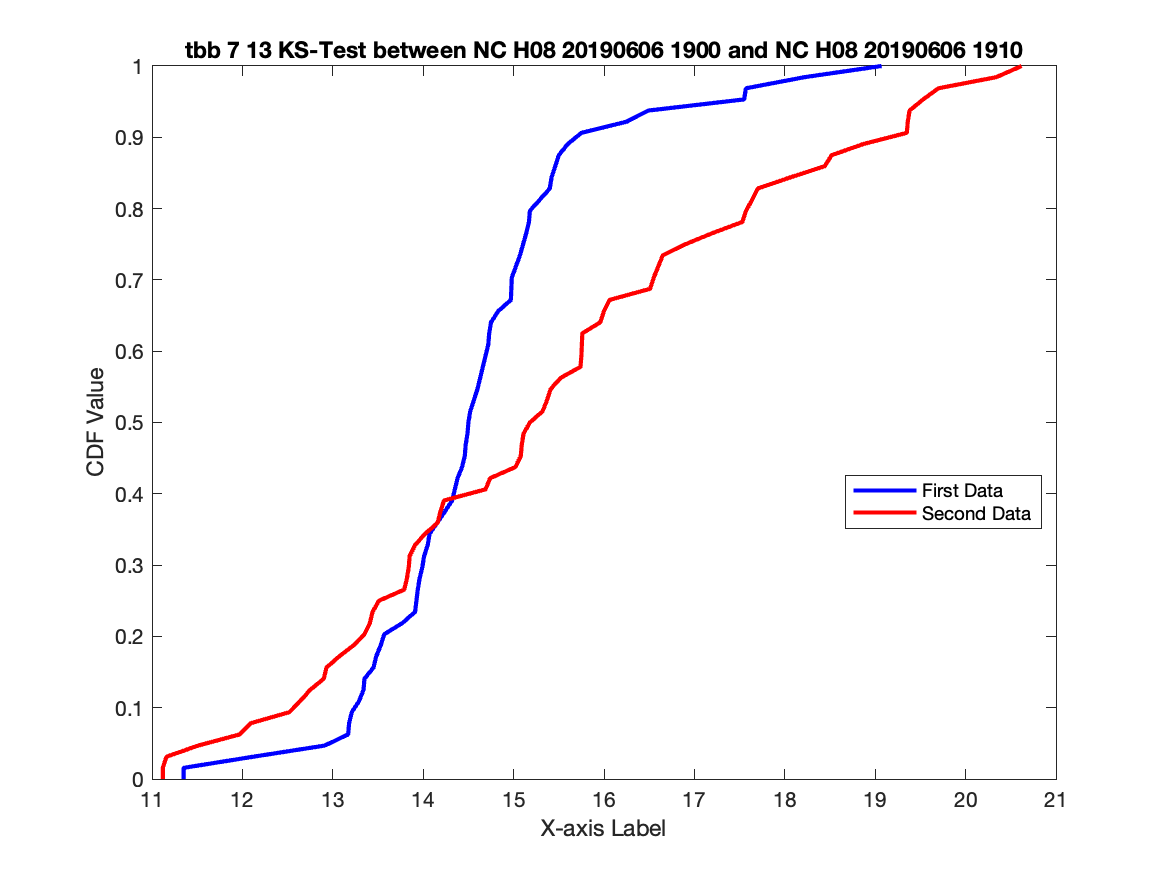 tbb 7 13 KS-Test between NC H08 20190606 1900 and NC H08 20190606 1910
1
0.9
0.8
0.7
0.6
0.5
0.4
0.3
0.2
0.1
0
CDF Value
First Data
Second Data
11 12 13 14 15 16 17 18 19 20 21
X-axis Label